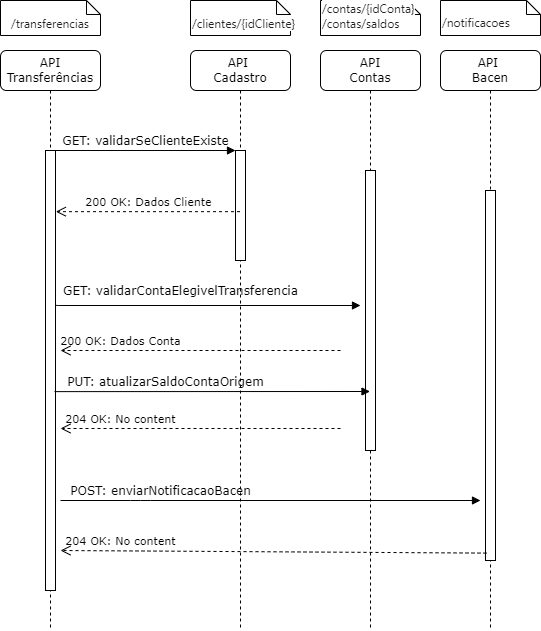 /transferencias
/clientes/{idCliente}
/contas/{idConta}
/contas/saldos
/notificacoes
API
Transferências
API
Cadastro
API
Contas
API
Bacen
GET: validarSeClienteExiste
200 OK: Dados Cliente
GET: validarContaElegivelTransferencia
200 OK: Dados Conta
PUT: atualizarSaldoContaOrigem
204 OK: No content
POST: enviarNotificacaoBacen
204 OK: No content